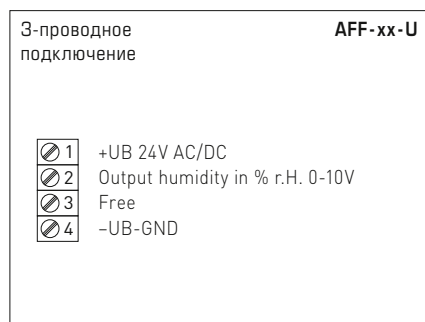 3-проводное
подключение
AFF-xx-U
1 +UB 24V AC/DC
2 Output humidity in % r.H. 0-10V
3 Free
4 –UB-GND